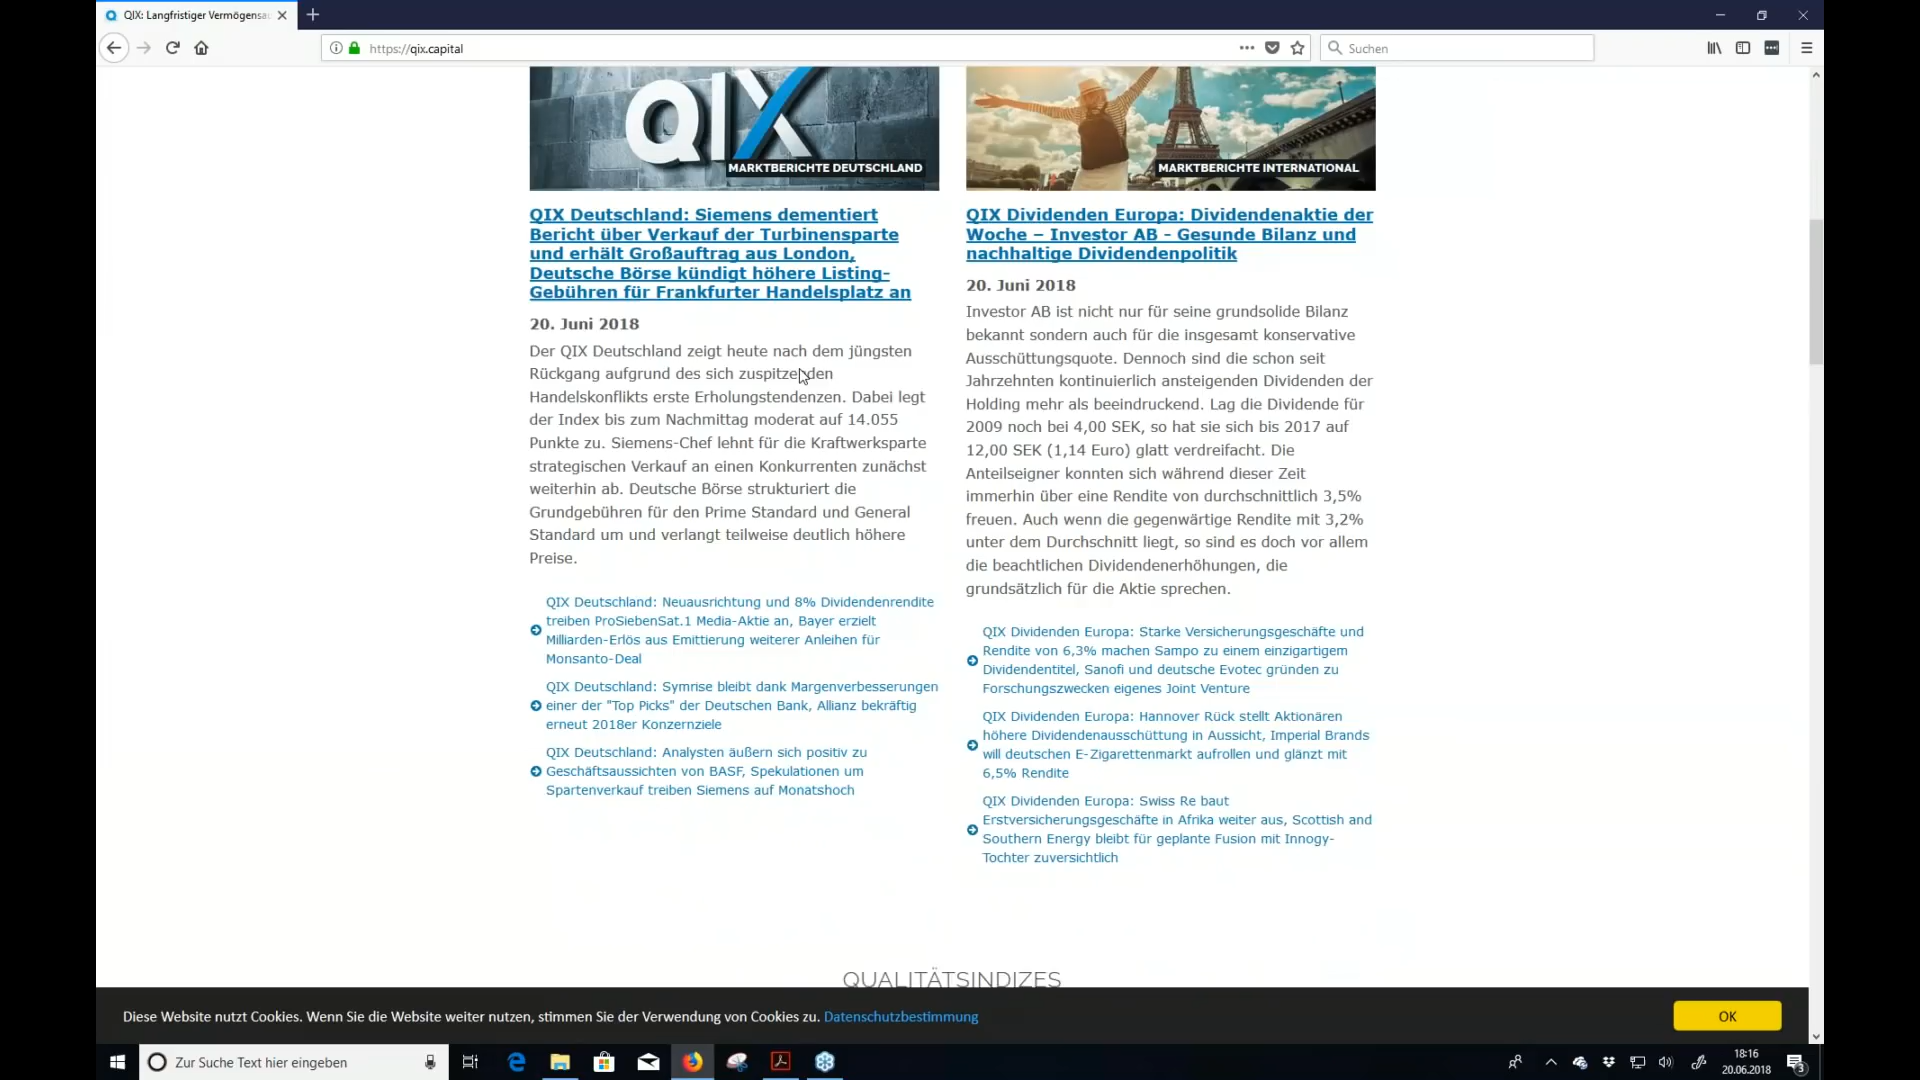 QIX: Langfristiger Vermögensau
https://qix.capital
Suchen
QIX
MARKTBERICHTE DEUTSCHLAND
MARKTBERICHTE INTERNATIONAL
QIX Deutschland: Siemens dementiert
Bericht über Verkauf der Turbinensparte
und erhält Großauftrag aus London,
Deutsche Börse kündigt höhere Listing-
Gebühren für Frankfurter Handelsplatz an
20. Juni 2018
Der QIX Deutschland zeigt heute nach dem jüngsten
Rückgang aufgrund des sich zuspitzenden
Handelskonflikts erste Erholungstendenzen. Dabei legt
der Index bis zum Nachmittag moderat auf 14.055
Punkte zu. Siemens-Chef lehnt für die Kraftwerksparte
strategischen Verkauf an einen Konkurrenten zunächst
weiterhin ab. Deutsche Börse strukturiert die
Grundgebühren für den Prime Standard und General
Standard um und verlangt teilweise deutlich höhere
Preise.
QIX Deutschland: Neuausrichtung und 8% Dividendenrendite
treiben ProSiebenSat.1 Media-Aktie an, Bayer erzielt
Milliarden-Erlös aus Emittierung weiterer Anleihen für
Monsanto-Deal
QIX Deutschland: Symrise bleibt dank Margenverbesserungen
einer der "Top Picks" der Deutschen Bank, Allianz bekräftig
erneut 2018er Konzernziele
QIX Deutschland: Analysten äußern sich positiv zu
Geschäftsaussichten von BASF, Spekulationen um
Spartenverkauf treiben Siemens auf Monatshoch
QIX Dividenden Europa: Dividendenaktie der
Woche – Investor AB - Gesunde Bilanz und
nachhaltige Dividendenpolitik
20. Juni 2018
Investor AB ist nicht nur für seine grundsolide Bilanz
bekannt sondern auch für die insgesamt konservative
Ausschüttungsquote. Dennoch sind die schon seit
Jahrzehnten kontinuierlich ansteigenden Dividenden der
Holding mehr als beeindruckend. Lag die Dividende für
2009 noch bei 4,00 SEK, so hat sie sich bis 2017 auf
12,00 SEK (1,14 Euro) glatt verdreifacht. Die
Anteilseigner konnten sich während dieser Zeit
immerhin über eine Rendite von durchschnittlich 3,5%
freuen. Auch wenn die gegenwärtige Rendite mit 3,2%
unter dem Durchschnitt liegt, so sind es doch vor allem
die beachtlichen Dividendenerhöhungen, die
grundsätzlich für die Aktie sprechen.
QIX Dividenden Europa: Starke Versicherungsgeschäfte und
Rendite von 6,3% machen Sampo zu einem einzigartigem
Dividendentitel, Sanofi und deutsche Evotec gründen zu
Forschungszwecken eigenes Joint Venture
QIX Dividenden Europa: Hannover Rück stellt Aktionären
höhere Dividendenausschüttung in Aussicht, Imperial Brands
will deutschen E-Zigarettenmarkt aufrollen und glänzt mit
6,5% Rendite
QIX Dividenden Europa: Swiss Re baut
Erstversicherungsgeschäfte in Afrika weiter aus, Scottish and
Southern Energy bleibt für geplante Fusion mit Innogy-
Tochter zuversichtlich
QUALITÄTSINDIZES
Diese Website nutzt Cookies. Wenn Sie die Website weiter nutzen, stimmen Sie der Verwendung von Cookies zu. Datenschutzbestimmung
OK
Zur Suche Text hier eingeben
18:16
20.06.2018
3